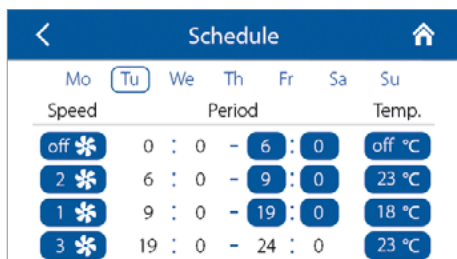 Schedule
Mo Tu We Th Fr Sa Su
Speed Period Temp.
off 0 : 0 - 6 : 0 off °C
2 6 : 0 - 9 : 0 23 °C
1 9 : 0 - 19 : 0 18 °C
3 19 : 0 - 24 : 0 23 °C